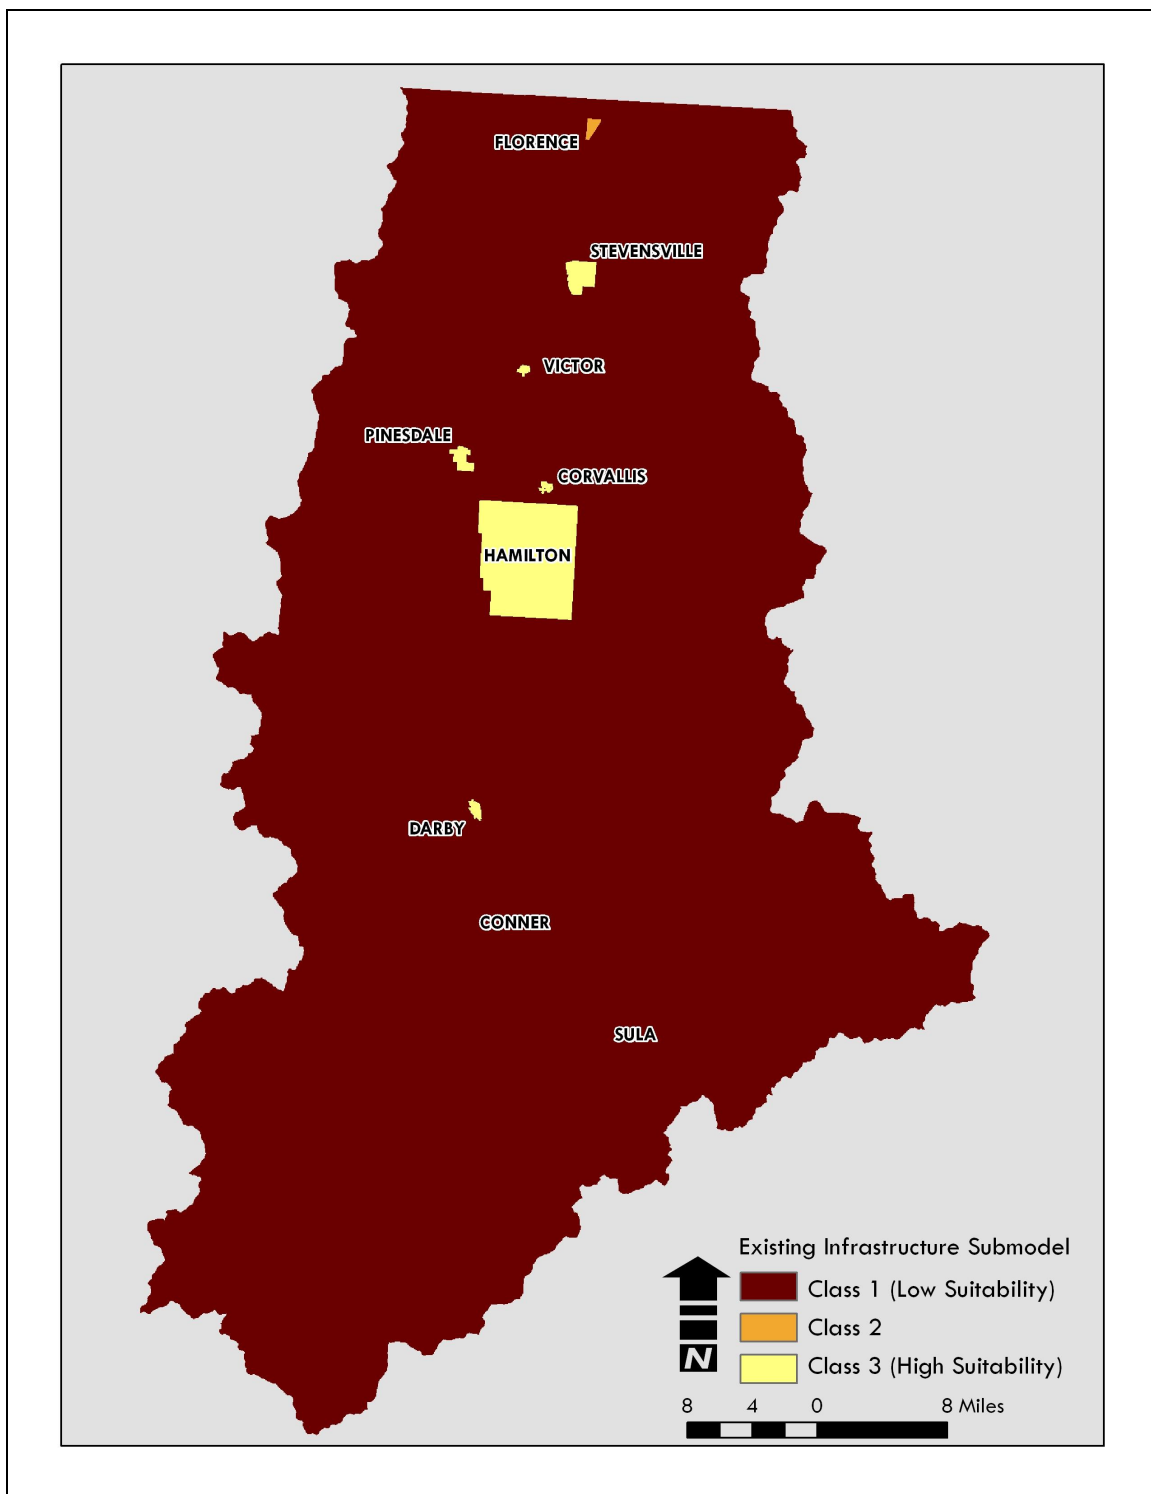 FLORENCE
STEVENSVILLE
VICTOR
PINESDALE
CORVALLIS
HAMILTON
DARBY
CONNER
SULA
Existing Infrastructure Submodel
Class 1 (Low Suitability)
Class 2
Class 3 (High Suitability)
N
8 4 0 8 Miles